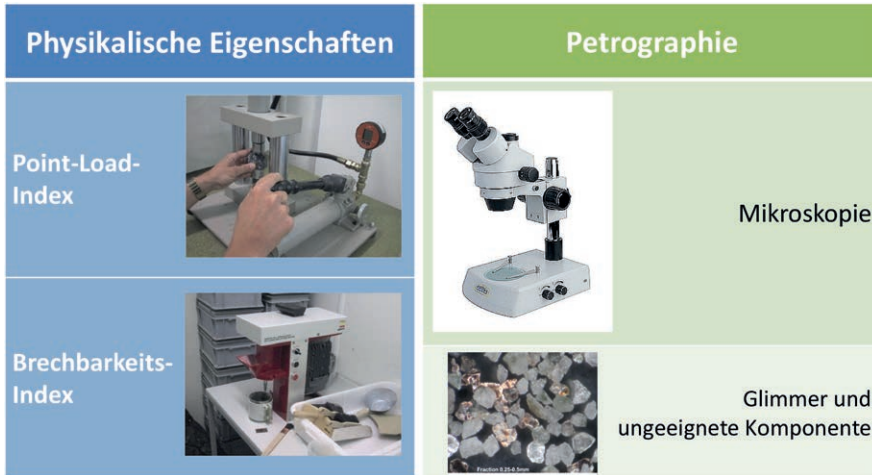 Physikalische Eigenschaften
Point-Load-
Index
Brechbarkeits-
Index
Petrographie
Mikroskopie
Glimmer und
ungeeignete Komponente
Fraction 0.25-0.5mm